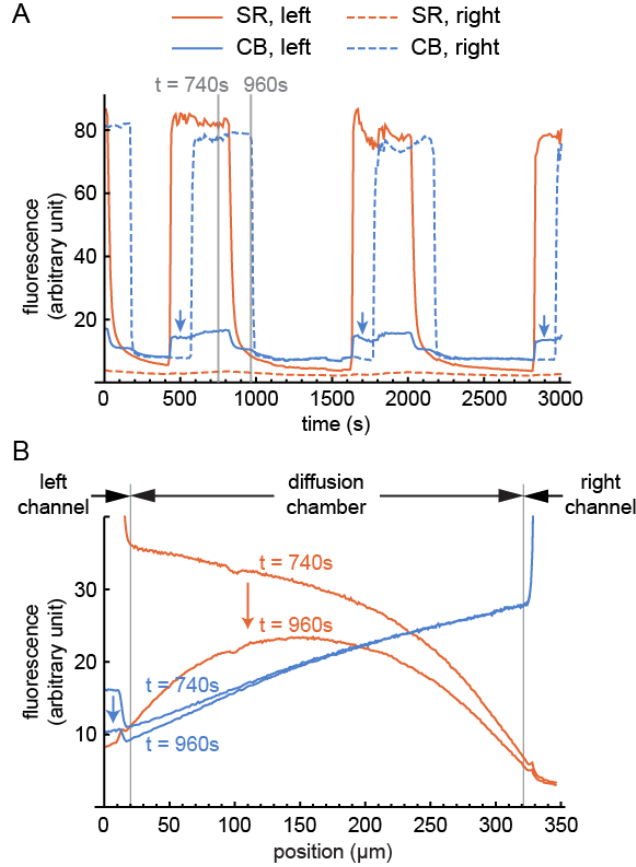 A
SR, left
SR, right
CB, left
CB, right
t = 740s
960s
80
60
40
20
fluorescence
(arbitrary unit)
0
500
1000
1500
2000
2500
3000
time (s)
B
left
channel
diffusion
chamber
right
channel
30
20
10
fluorescence
(arbitrary unit)
t = 740s
t = 960s
t = 740s
t = 960s
0
50
100
150
200
250
300
350
position (µm)